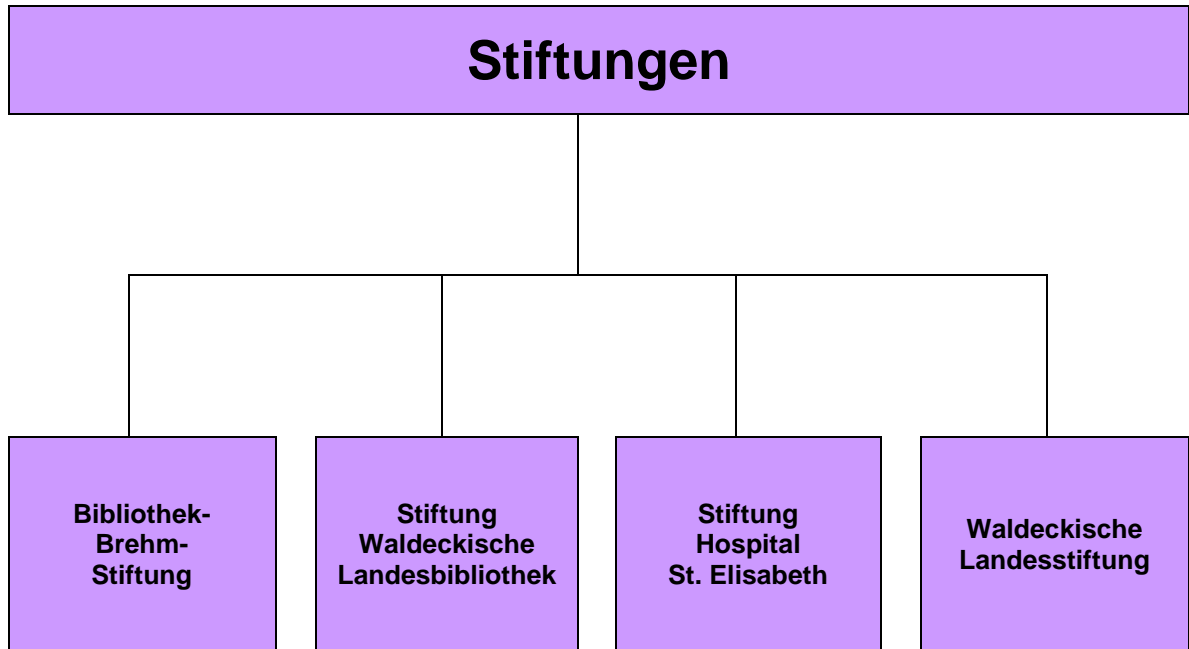 Stiftungen
Bibliothek-
Brehm-
Stiftung
Stiftung
Waldeckische
Landesbibliothek
Stiftung
Hospital
St. Elisabeth
Waldeckische
Landesstiftung